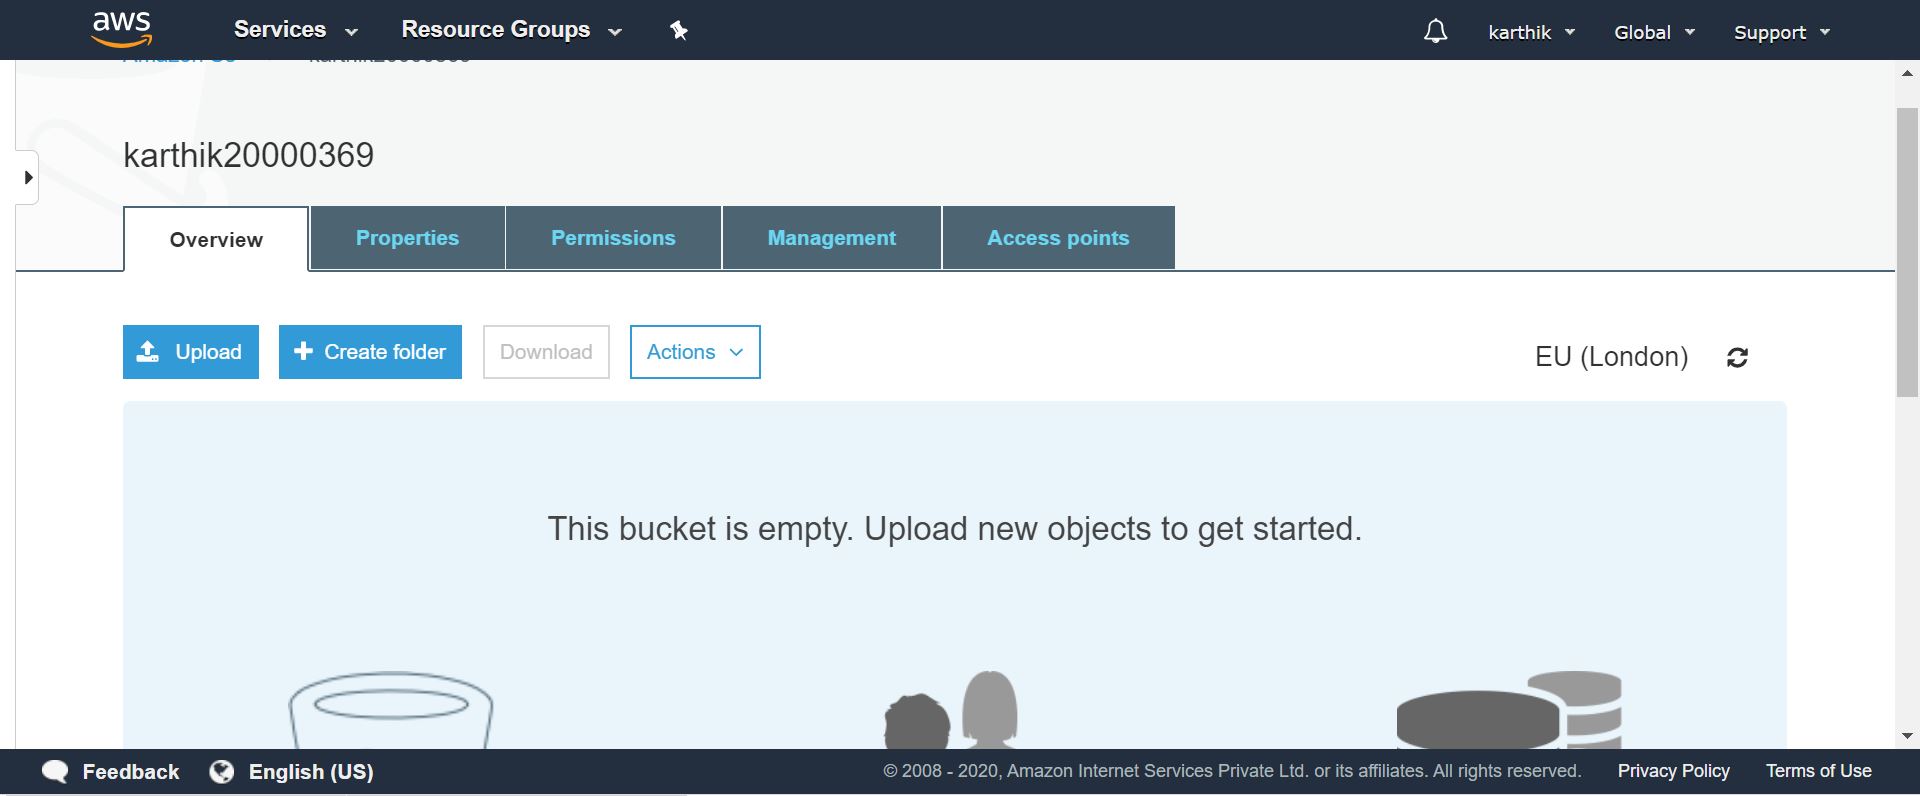 aws Services Resource Groups karthik Global Support
karthik20000369
Overview Properties Permissions Management Access points
Upload Create folder Download Actions EU (London)
This bucket is empty. Upload new objects to get started.
Feedback English (US) © 2008 - 2020, Amazon Internet Services Private Ltd. or its affiliates. All rights reserved. Privacy Policy Terms of Use